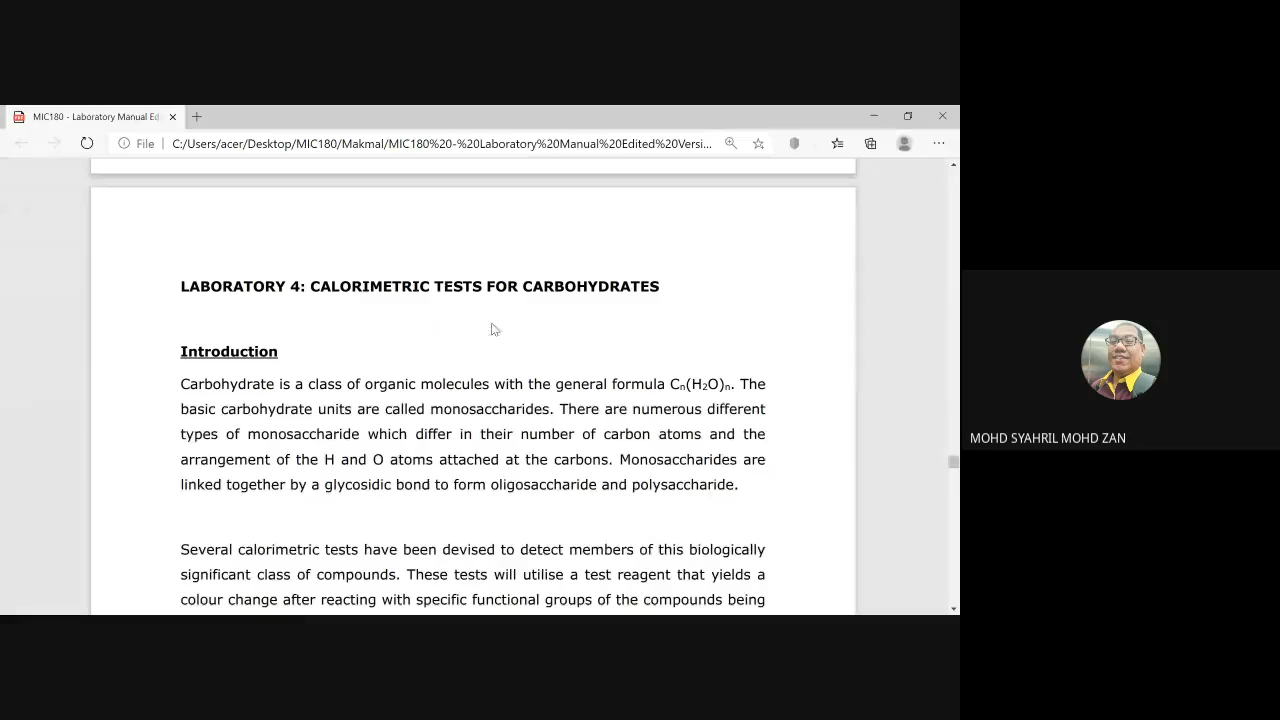 MIC180 - Laboratory Manual Ed
File
C:/Users/acer/Desktop/MIC180/Makmal/MIC180%20-%20Laboratory%20Manual%20Edited%20Versi...
LABORATORY 4: CALORIMETRIC TESTS FOR CARBOHYDRATES
Introduction
Carbohydrate is a class of organic molecules with the general formula Cₙ(H₂O)ₙ. The
basic carbohydrate units are called monosaccharides. There are numerous different
types of monosaccharide which differ in their number of carbon atoms and the
arrangement of the H and O atoms attached at the carbons. Monosaccharides are
linked together by a glycosidic bond to form oligosaccharide and polysaccharide.
Several calorimetric tests have been devised to detect members of this biologically
significant class of compounds. These tests will utilise a test reagent that yields a
colour change after reacting with specific functional groups of the compounds being
MOHD SYAHRIL MOHD ZAN